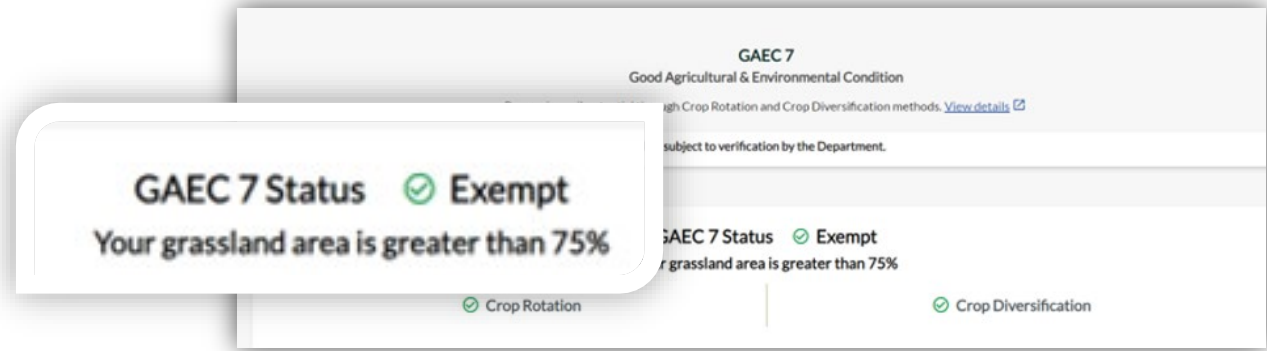 GAEC 7
Good Agricultural & Environmental Condition
Crop Rotation and Crop Diversification methods. View details
subject to verification by the Department.
GAEC 7 Status Exempt
Your grassland area is greater than 75%
GAEC 7 Status Exempt
grassland area is greater than 75%
Crop Rotation
Crop Diversification